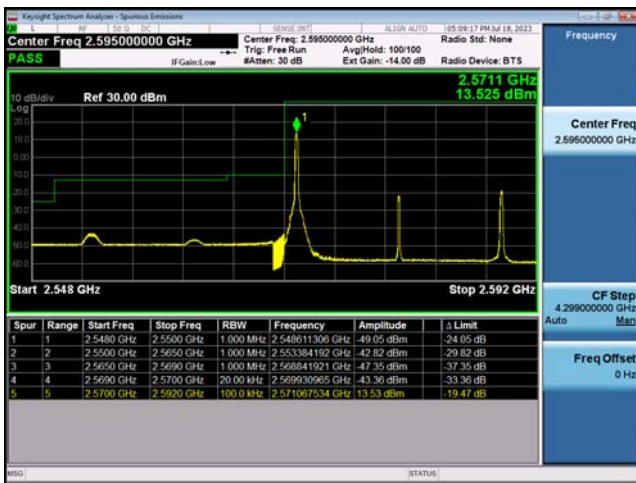 Keysight Spectrum Analyzer - Spurious Emissions
L RF 50 Ω DC SENSE:INT ALIGN AUTO 05:09:17 PM Jul 18, 2023
Center Freq 2.595000000 GHz
Center Freq: 2.595000000 GHz
Radio Std: None
PASS
Trig: Free Run Avg|Hold: 100/100
IFGain:Low #Atten: 30 dB Ext Gain: -14.00 dB Radio Device: BTS
2.5711 GHz
13.525 dBm
10 dB/div Ref 30.00 dBm
Log
20.0
10.0
0.00
10.0
20.0
30.0
40.0
50.0
60.0
1
Start 2.548 GHz Stop 2.592 GHz
Spur Range Start Freq Stop Freq RBW Frequency Amplitude Δ Limit
1 1 2.5480 GHz 2.5500 GHz 1.000 MHz 2.548611306 GHz -49.05 dBm -24.05 dB
2 2 2.5500 GHz 2.5650 GHz 1.000 MHz 2.553384192 GHz -42.82 dBm -29.82 dB
3 3 2.5650 GHz 2.5690 GHz 1.000 MHz 2.568841921 GHz -47.35 dBm -37.35 dB
4 4 2.5690 GHz 2.5700 GHz 20.00 kHz 2.569930965 GHz -43.36 dBm -33.36 dB
5 5 2.5700 GHz 2.5920 GHz 100.0 kHz 2.571067534 GHz 13.53 dBm -19.47 dB
Frequency
Center Freq
2.595000000 GHz
CF Step
4.299000000 GHz
Auto Man
Freq Offset
0 Hz
MSG STATUS